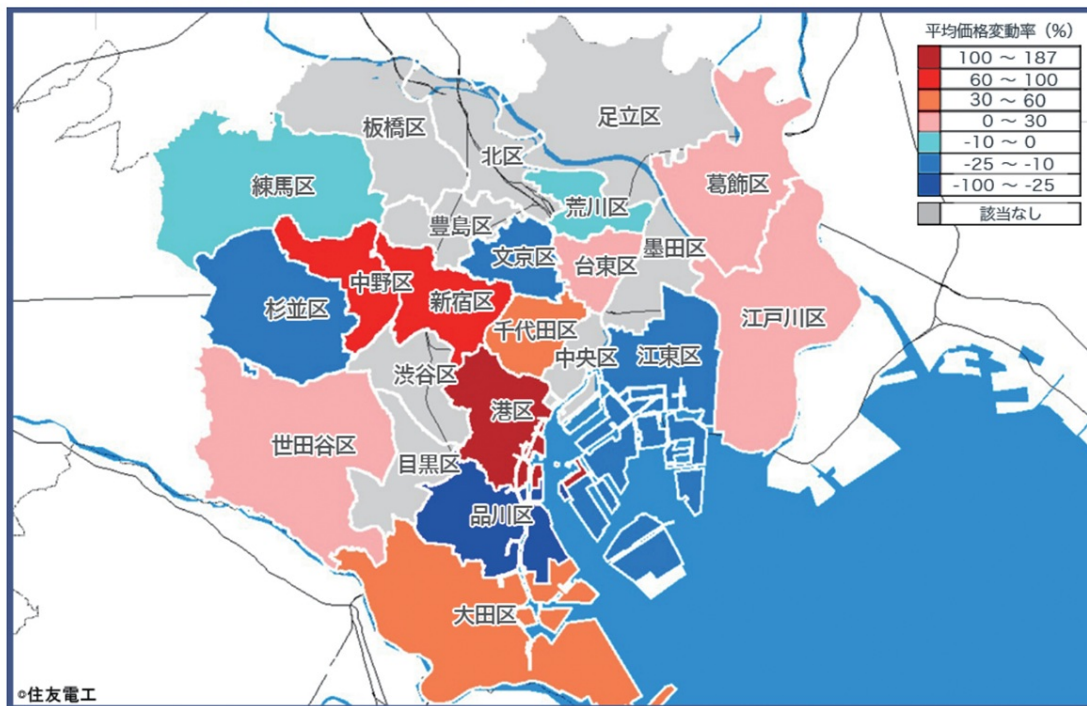 平均価格変動率（%）
100 ～ 187
60 ～ 100
30 ～ 60
0 ～ 30
-10 ～ 0
-25 ～ -10
-100 ～ -25
該当なし
足立区
板橋区
北区
練馬区
葛飾区
荒川区
豊島区
文京区
台東区
墨田区
中野区
新宿区
杉並区
千代田区
江戸川区
中央区
江東区
渋谷区
港区
世田谷区
目黒区
品川区
大田区
©住友電工